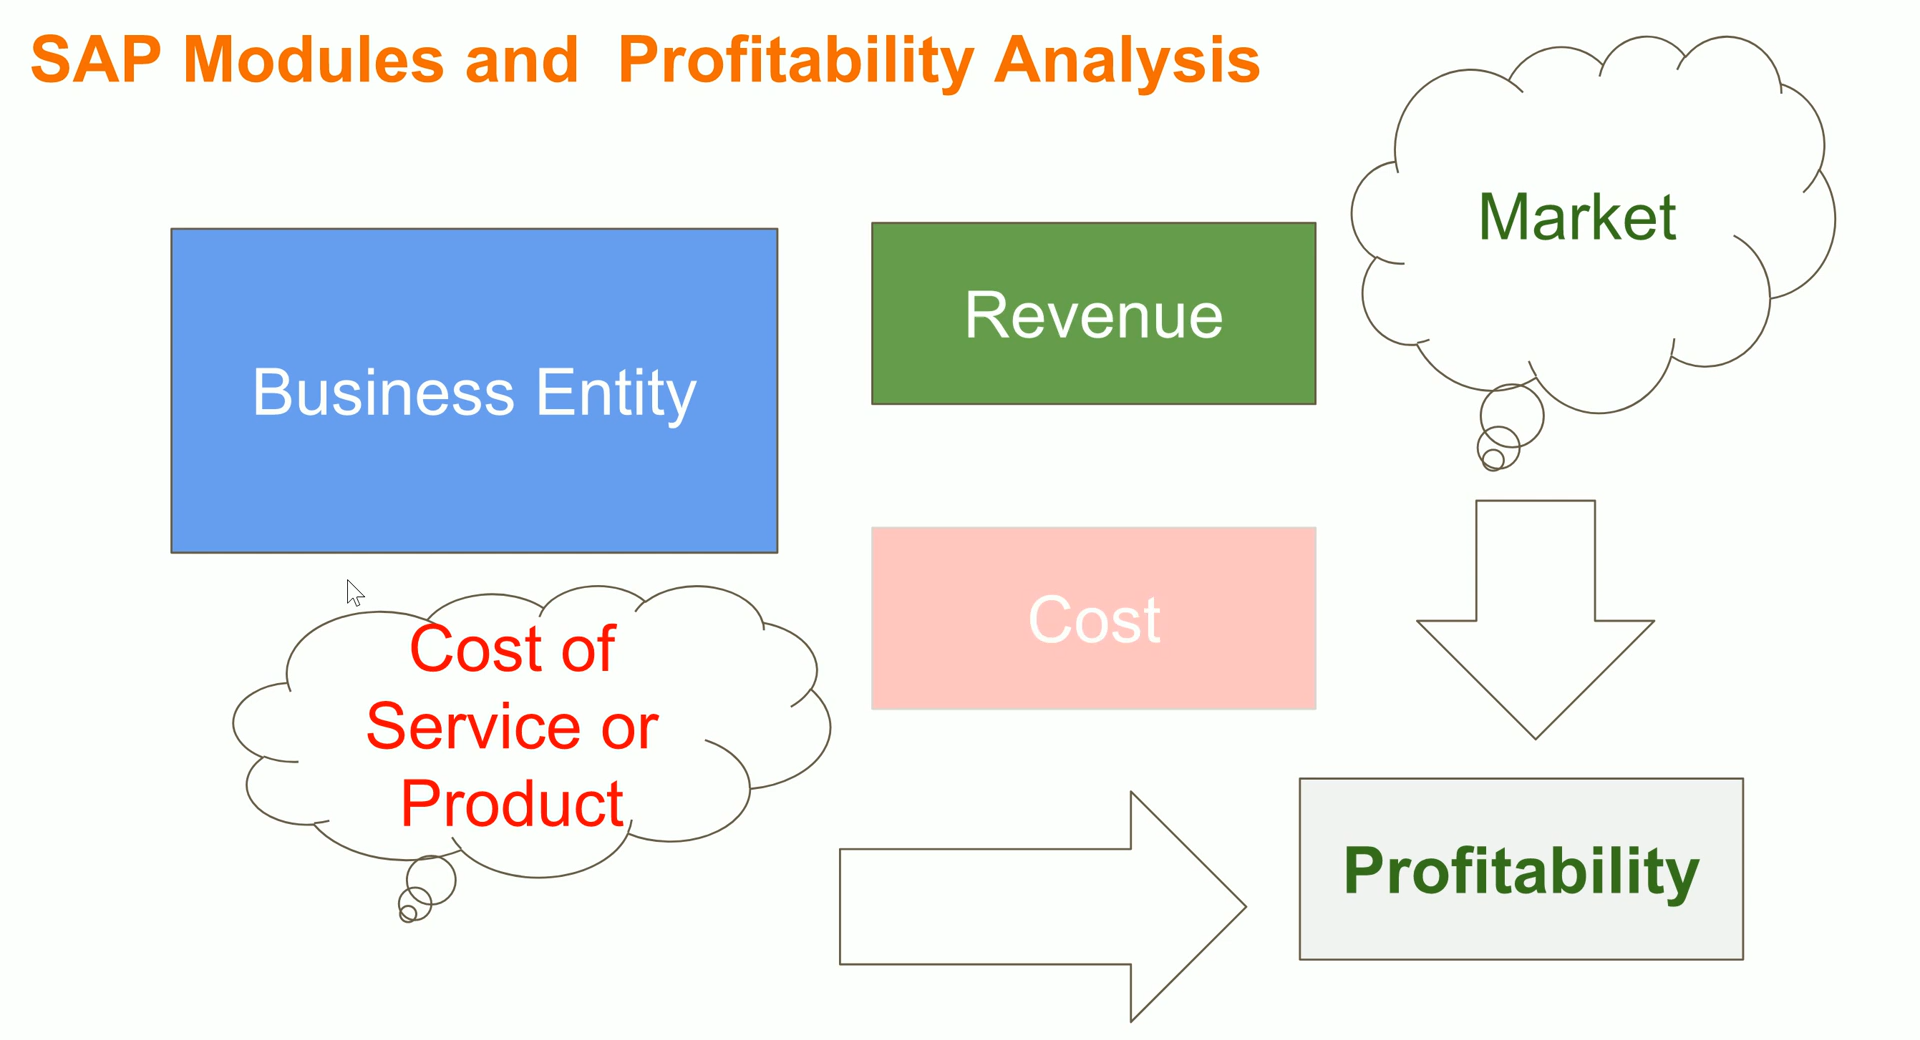 SAP Modules and  Profitability Analysis
Market
Revenue
Business Entity
Cost
Cost of
Service or
Product
Profitability